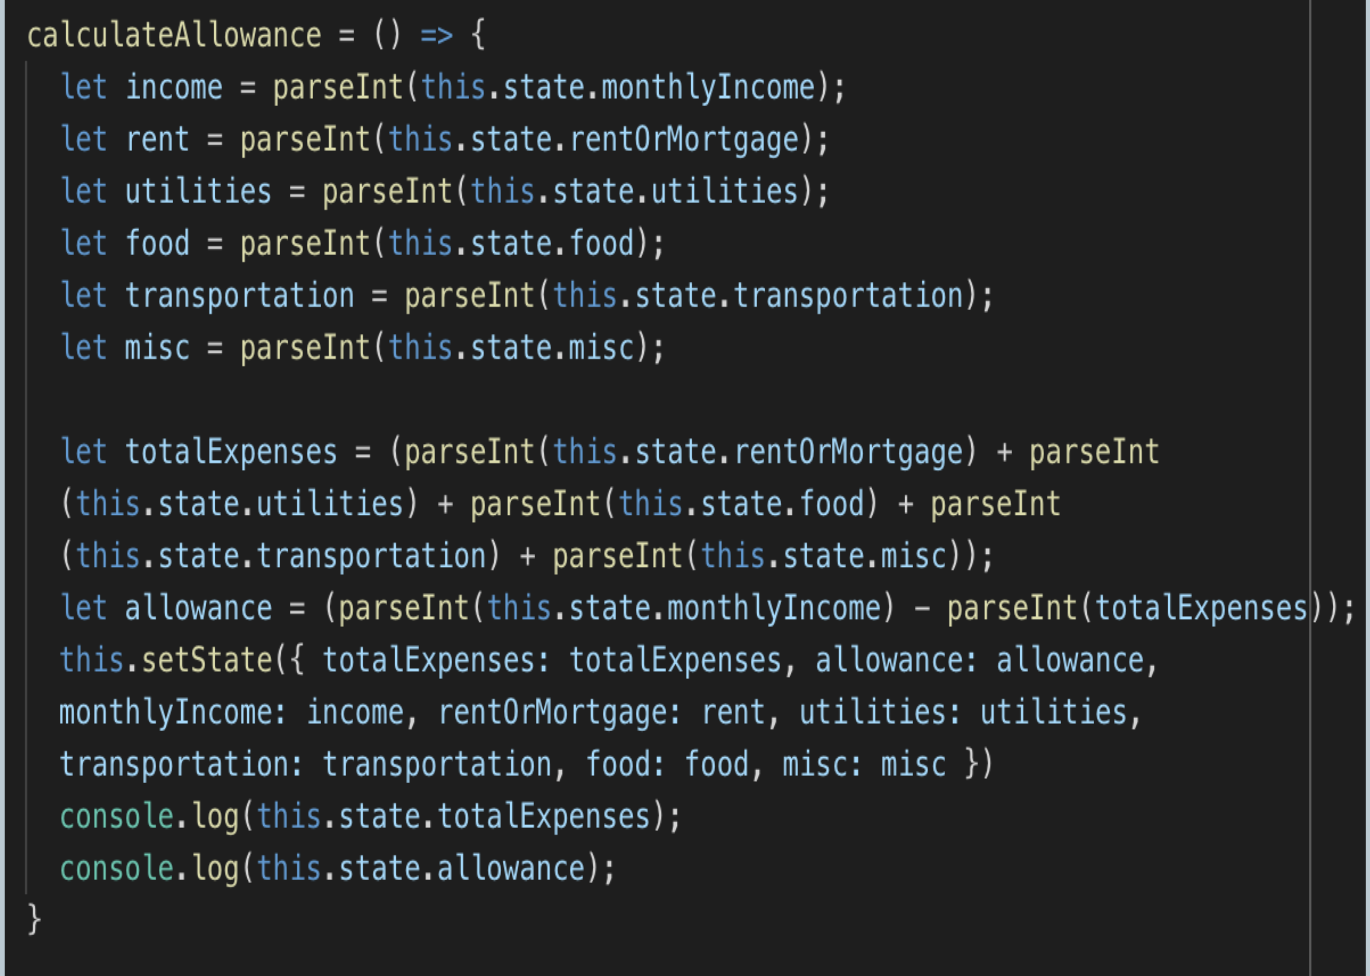 calculateAllowance = () => {
let income = parseInt(this.state.monthlyIncome);
let rent = parseInt(this.state.rentOrMortgage);
let utilities = parseInt(this.state.utilities);
let food = parseInt(this.state.food);
let transportation = parseInt(this.state.transportation);
let misc = parseInt(this.state.misc);
let totalExpenses = (parseInt(this.state.rentOrMortgage) + parseInt
(this.state.utilities) + parseInt(this.state.food) + parseInt
(this.state.transportation) + parseInt(this.state.misc));
let allowance = (parseInt(this.state.monthlyIncome) - parseInt(totalExpenses));
this.setState({ totalExpenses: totalExpenses, allowance: allowance,
monthlyIncome: income, rentOrMortgage: rent, utilities: utilities,
transportation: transportation, food: food, misc: misc })
console.log(this.state.totalExpenses);
console.log(this.state.allowance);
}